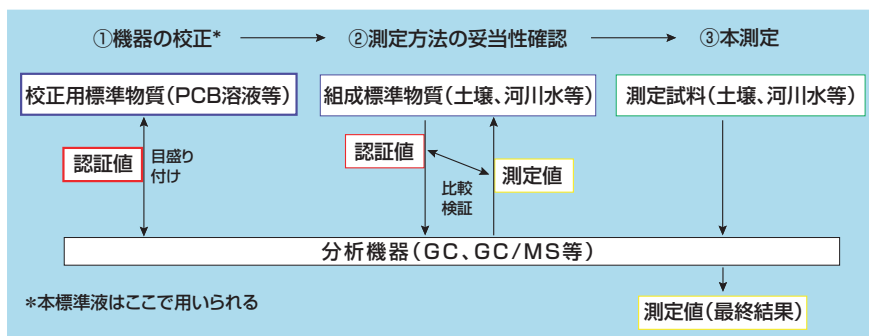 ①機器の校正*
②測定方法の妥当性確認
③本測定
校正用標準物質(PCB溶液等)
組成標準物質(土壌、河川水等)
測定試料(土壌、河川水等)
認証値
目盛り
付け
認証値
測定値
比較
検証
分析機器(GC、GC/MS等)
*本標準液はここで用いられる
測定値(最終結果)